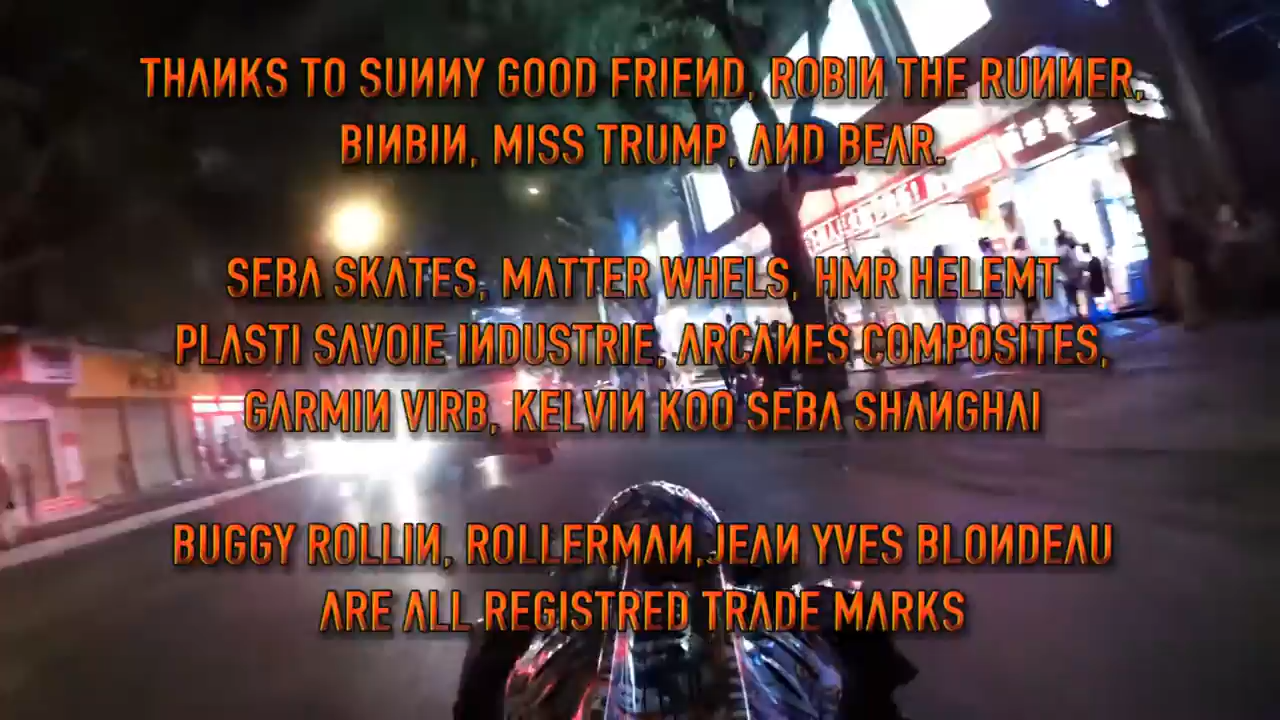 THANKS TO SUNNY GOOD FRIEND, ROBIN THE RUNNER,
BINBIN, MISS TRUMP, AND BEAR.
SEBA SKATES, MATTER WHELS, HMR HELEMT
PLASTI SAVOIE INDUSTRIE, ARCANES COMPOSITES,
GARMIN VIRB, KELVIN KOO SEBA SHANGHAI
BUGGY ROLLIN, ROLLERMAN,JEAN YVES BLONDEAU
ARE ALL REGISTRED TRADE MARKS